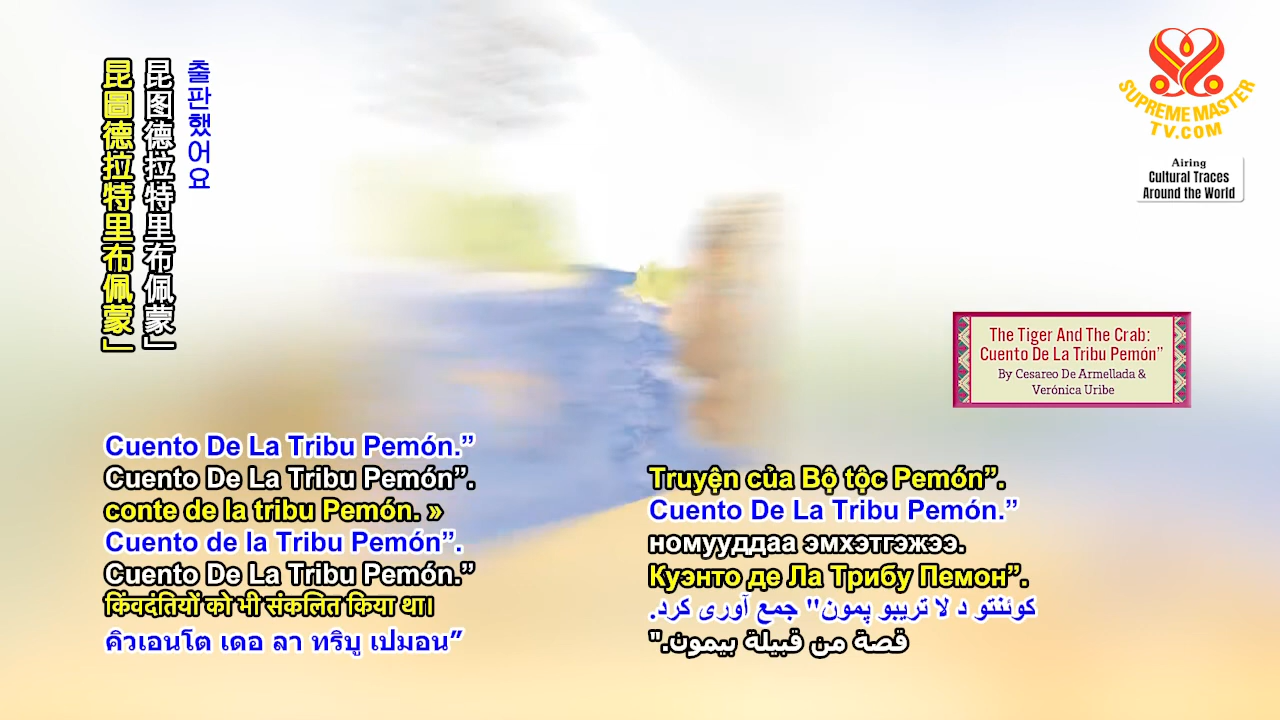 출판했어요
昆图德拉特里布佩蒙」
昆圖德拉特里布佩蒙」
SUPREME MASTER
TV.COM
Airing
Cultural Traces
Around the World
The Tiger And The Crab:
Cuento De La Tribu Pemón”
By Cesareo De Armellada &
Verónica Uribe
Cuento De La Tribu Pemón.”
Cuento De La Tribu Pemón”.
conte de la tribu Pemón. »
Cuento de la Tribu Pemón”.
Cuento De La Tribu Pemón.”
किंवदंतियों को भी संकलित किया था।
คิวเอนโต เดอ ลา ทริบู เปมอน”
Truyện của Bộ tộc Pemón”.
Cuento De La Tribu Pemón.”
номууддаа эмхэтгэжээ.
Куэнто де Ла Трибу Пемон”.
كوئنتو د لا تریبو پمون" جمع آوری کرد.
قصة من قبيلة بيمون."